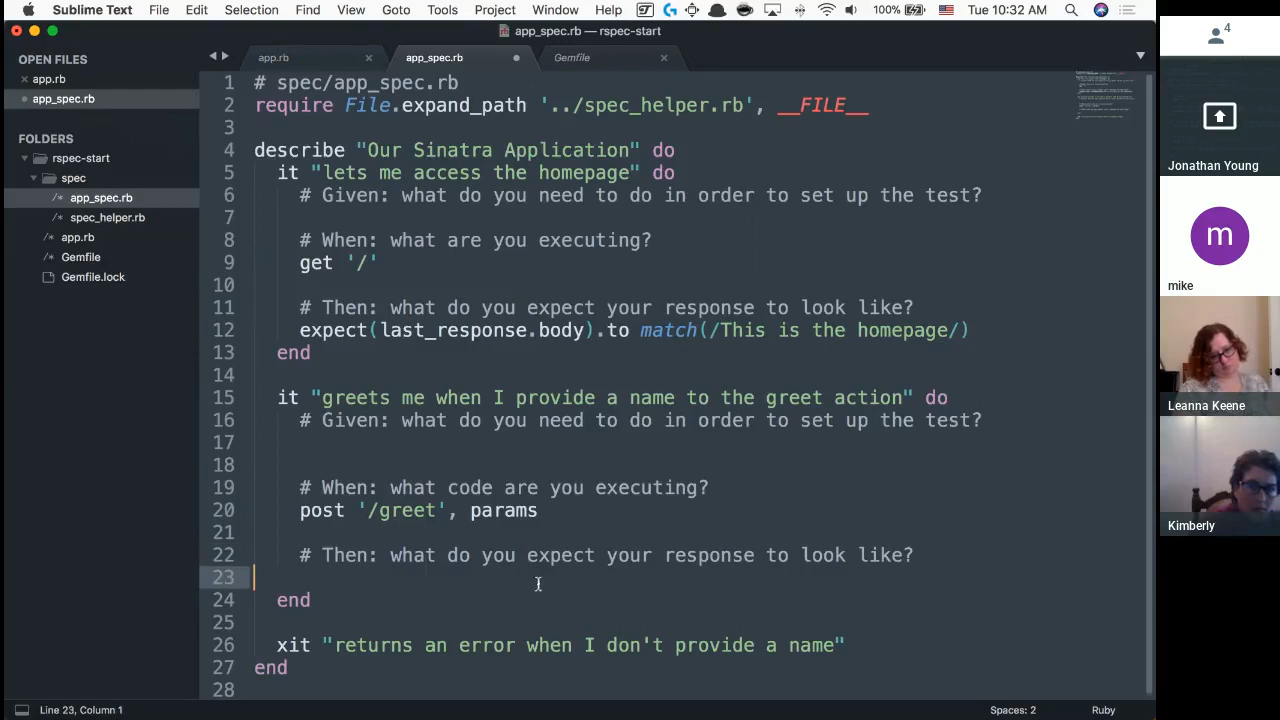 Sublime Text File Edit Selection Find View Goto Tools Project Window Help 100% Tue 10:32 AM
app_spec.rb — rspec-start
4
OPEN FILES
app.rb
app_spec.rb
FOLDERS
rspec-start
spec
app_spec.rb
spec_helper.rb
app.rb
Gemfile
Gemfile.lock
app.rb app_spec.rb Gemfile
1 # spec/app_spec.rb
2 require File.expand_path '../spec_helper.rb', __FILE__
3
4 describe "Our Sinatra Application" do
5 it "lets me access the homepage" do
6 # Given: what do you need to do in order to set up the test?
7
8 # When: what are you executing?
9 get '/'
10
11 # Then: what do you expect your response to look like?
12 expect(last_response.body).to match(/This is the homepage/)
13 end
14
15 it "greets me when I provide a name to the greet action" do
16 # Given: what do you need to do in order to set up the test?
17
18
19 # When: what code are you executing?
20 post '/greet', params
21
22 # Then: what do you expect your response to look like?
23
24 end
25
26 xit "returns an error when I don't provide a name"
27 end
28
Jonathan Young
m
mike
Leanna Keene
Kimberly
Line 23, Column 1 Spaces: 2 Ruby